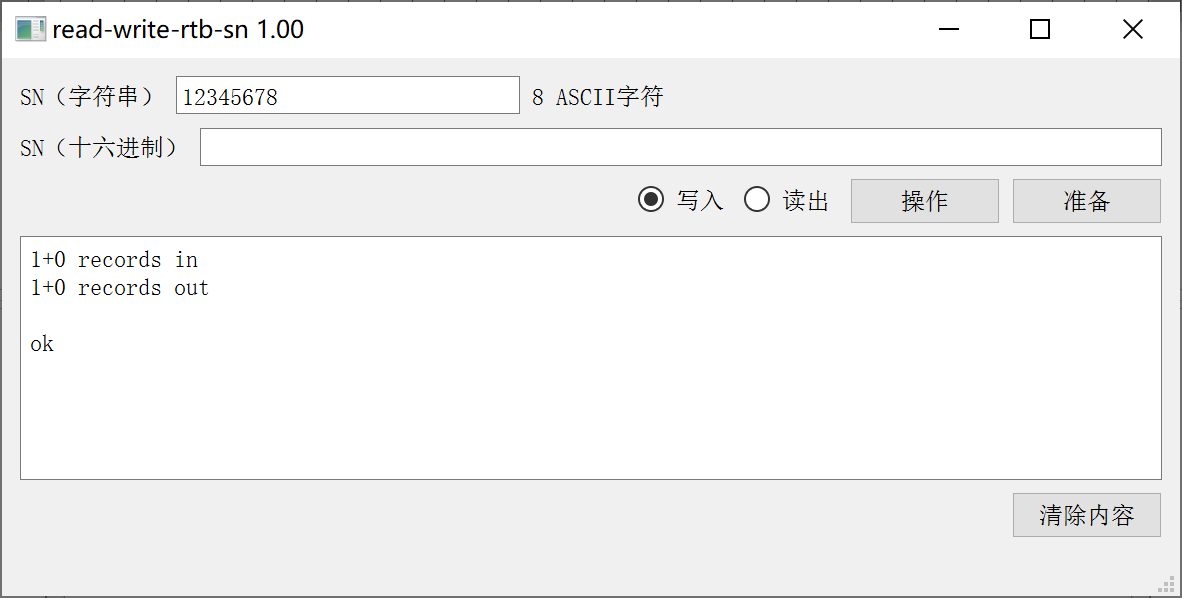 read-write-rtb-sn 1.00
SN（字符串） 12345678 8 ASCII字符
SN（十六进制）
写入 读出 操作 准备
1+0 records in
1+0 records out
ok
清除内容